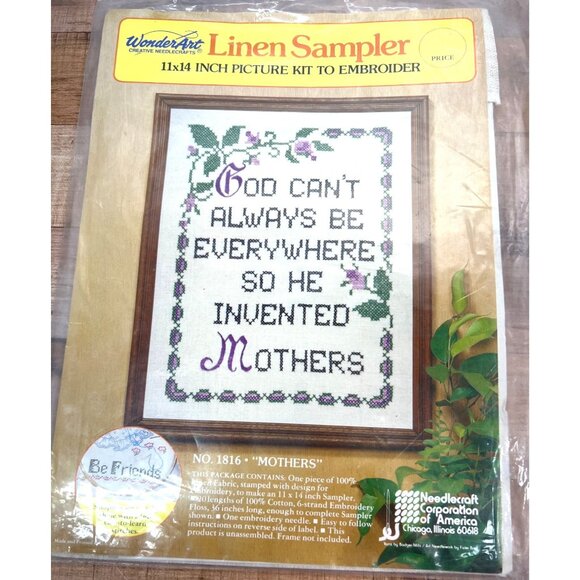 WonderArt
CREATIVE NEEDLECRAFTS
Linen Sampler
11x14 INCH PICTURE KIT TO EMBROIDER
PRICE
GOD CAN'T
ALWAYS BE
EVERYWHERE
SO HE
INVENTED
MOTHERS
Be Friends
NO. 1816 • "MOTHERS"
THIS PACKAGE CONTAINS: One piece of 100%
Fabric, stamped with design for
embroidery, to make an 11 x 14 inch Sampler.
20 lengths of 100% Cotton, 6-strand Embroidery
Floss, 36 inches long, enough to complete Sampler
shown. ■ One embroidery needle. ■ Easy to follow
instructions on reverse side of label. ■ This
product is unassembled. Frame not included.
Needlecraft
Corporation
of America
Chicago, Illinois 60618